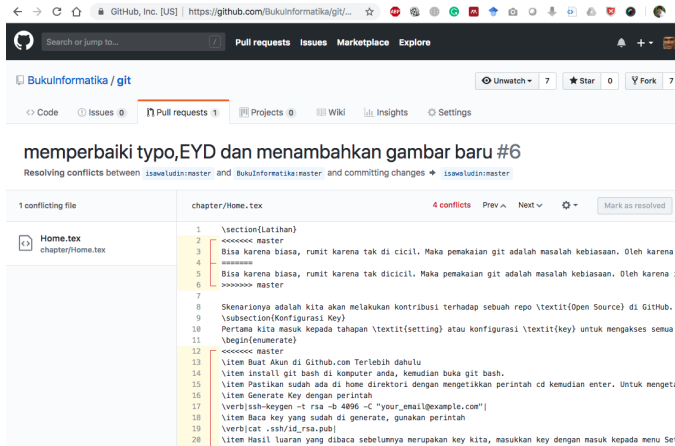 GitHub, Inc. [US] | https://github.com/BukuInformatika/git/...
Search or jump to... / Pull requests Issues Marketplace Explore
BukuInformatika / git Unwatch 7 Star 0 Fork 7
Code Issues 0 Pull requests 1 Projects 0 Wiki Insights Settings
memperbaiki typo,EYD dan menambahkan gambar baru #6
Resolving conflicts between isawaludin:master and BukuInformatika:master and committing changes isawaludin:master
1 conflicting file
Home.tex
chapter/Home.tex
chapter/Home.tex 4 conflicts Prev Next Mark as resolved
1 \section{Latihan}
2 <<<<<<< master
3 Bisa karena biasa, rumit karena tak di cicil. Maka pemakaian git adalah masalah kebiasaan. Oleh karena
4 =======
5 Bisa karena biasa, rumit karena tak dicicil. Maka pemakaian git adalah masalah kebiasaan. Oleh karena
6 >>>>>>> master
7
8 Skenarionya adalah kita akan melakukan kontribusi terhadap sebuah repo \textit{Open Source} di GitHub.
9 \subsection{Konfigurasi Key}
10 Pertama kita masuk kepada tahapan \textit{setting} atau konfigurasi \textit{key} untuk mengakses semua
11 \begin{enumerate}
12 <<<<<<< master
13 \item Buat Akun di Github.com Terlebih dahulu
14 \item install git bash di komputer anda, kemudian buka git bash.
15 \item Pastikan sudah ada di home direktori dengan mengetikkan perintah cd kemudian enter. Untuk mengeta
16 \item Generate Key dengan perintah
17 \verb|ssh-keygen -t rsa -b 4096 -C "your_email@example.com"|
18 \item Baca key yang sudah di generate, gunakan perintah
19 \verb|cat .ssh/id_rsa.pub|
20 \item Hasil luaran yang dibaca sebelumnya merupakan key kita, masukkan key dengan masuk kepada menu Set